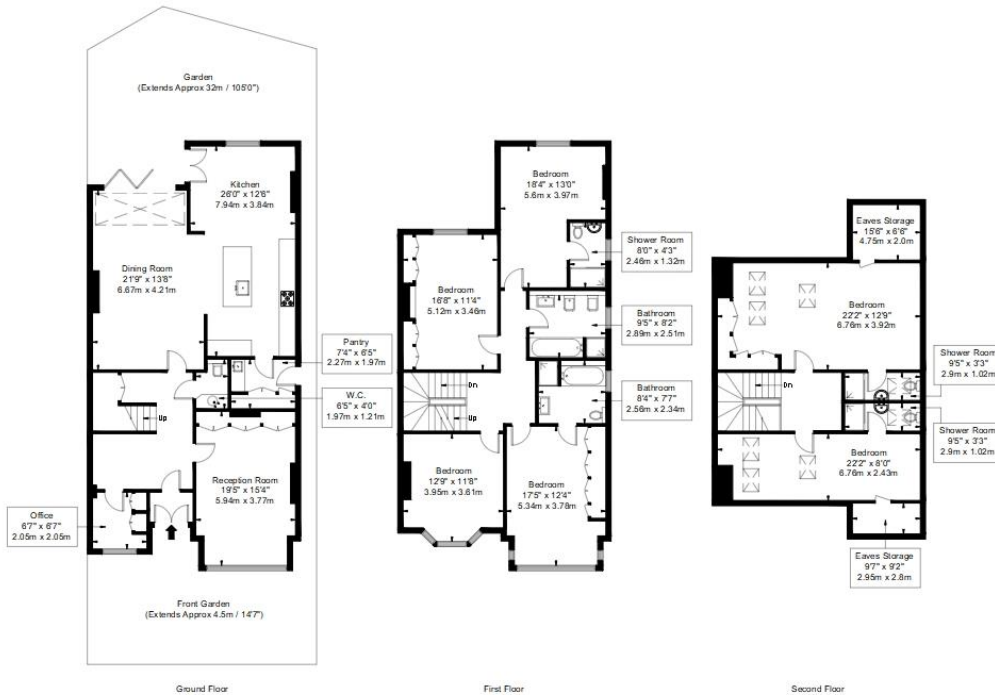 Garden
(Extends Approx 32m / 105'0")
Kitchen
26'0" x 12'6"
7.94m x 3.84m
Dining Room
21'9" x 13'8"
6.67m x 4.21m
Pantry
7'4" x 6'5"
2.27m x 1.97m
W.C.
6'5" x 4'0"
1.97m x 1.21m
Up
Reception Room
19'5" x 15'4"
5.94m x 3.77m
Office
6'7" x 6'7"
2.05m x 2.05m
Front Garden
(Extends Approx 4.5m / 14'7")
Ground Floor
Bedroom
18'4" x 13'0"
5.6m x 3.97m
Shower Room
8'0" x 4'3"
2.46m x 1.32m
Bedroom
16'8" x 11'4"
5.12m x 3.46m
Bathroom
9'5" x 8'2"
2.89m x 2.51m
Dn
Up
Bathroom
8'4" x 7'7"
2.56m x 2.34m
Bedroom
12'9" x 11'8"
3.95m x 3.61m
Bedroom
17'5" x 12'4"
5.34m x 3.78m
First Floor
Eaves Storage
15'6" x 6'6"
4.75m x 2.0m
Bedroom
22'2" x 12'9"
6.76m x 3.92m
Shower Room
9'5" x 3'3"
2.9m x 1.02m
Dn
Shower Room
9'5" x 3'3"
2.9m x 1.02m
Bedroom
22'2" x 8'0"
6.76m x 2.43m
Eaves Storage
9'7" x 9'2"
2.95m x 2.8m
Second Floor